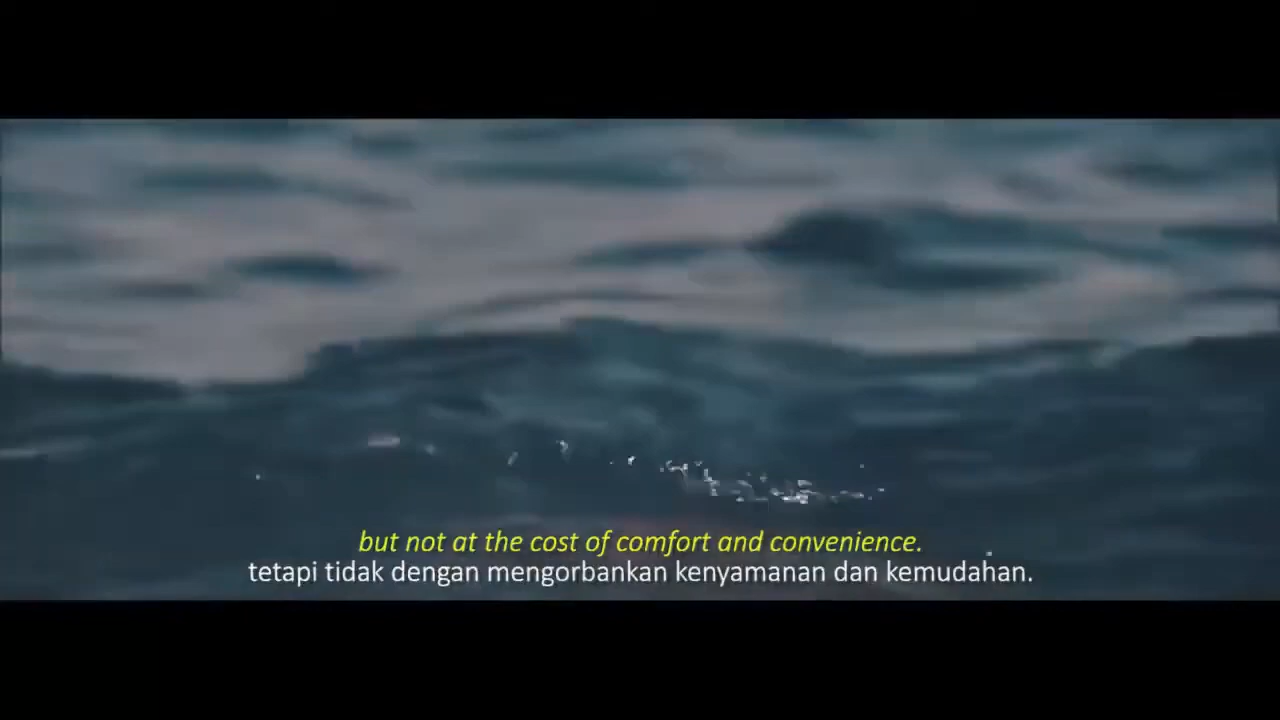 but not at the cost of comfort and convenience.
tetapi tidak dengan mengorbankan kenyamanan dan kemudahan.